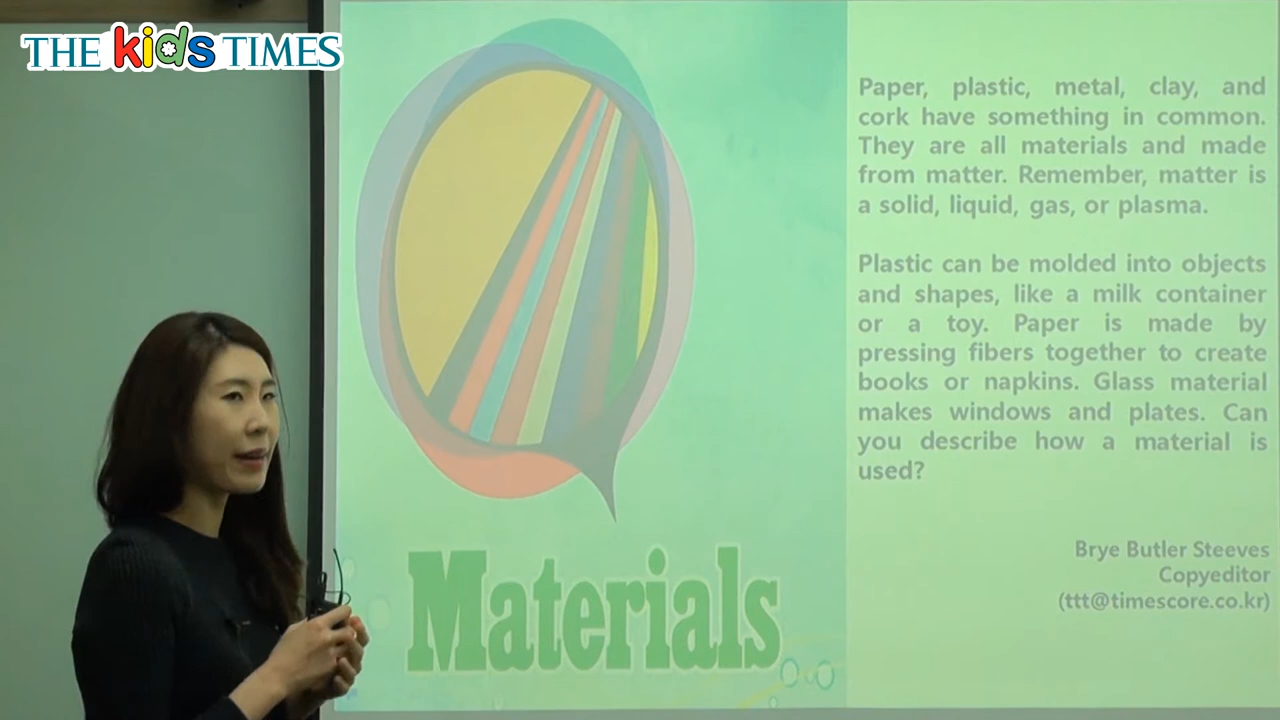 THE kids TIMES
Paper, plastic, metal, clay, and
cork have something in common.
They are all materials and made
from matter. Remember, matter is
a solid, liquid, gas, or plasma.
Plastic can be molded into objects
and shapes, like a milk container
or a toy. Paper is made by
pressing fibers together to create
books or napkins. Glass material
makes windows and plates. Can
you describe how a material is
used?
Brye Butler Steeves
Copyeditor
(ttt@timescore.co.kr)
Materials